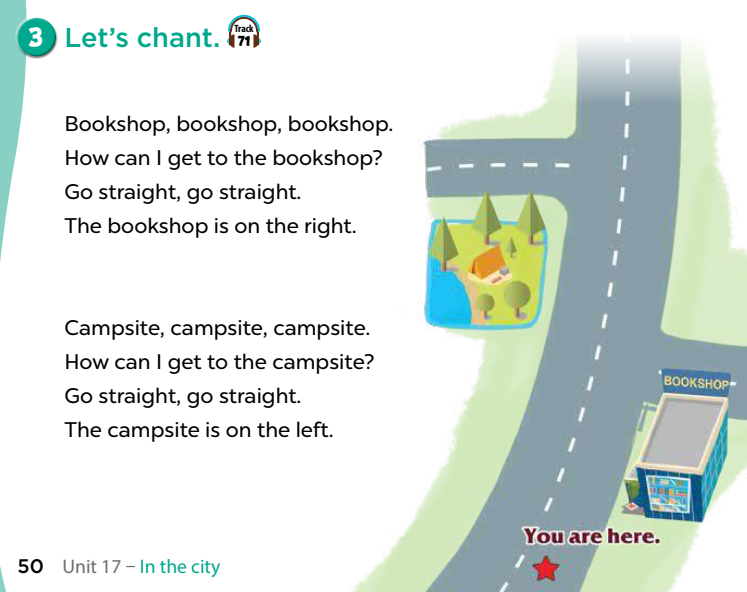 3 Let's chant. Track 71
Bookshop, bookshop, bookshop.
How can I get to the bookshop?
Go straight, go straight.
The bookshop is on the right.
Campsite, campsite, campsite.
How can I get to the campsite?
Go straight, go straight.
The campsite is on the left.
BOOKSHOP
You are here.
50 Unit 17 – In the city